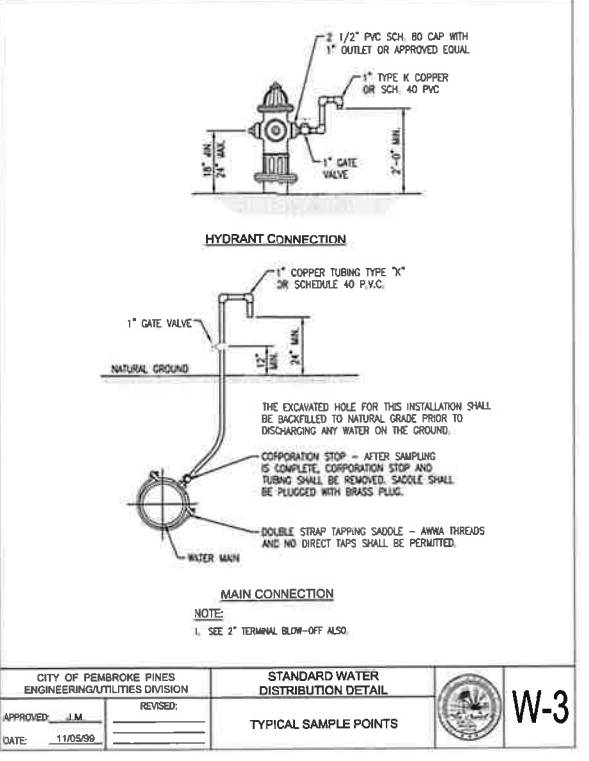 2 1/2" PVC SCH. 80 CAP WITH
1" OUTLET OR APPROVED EQUAL
1" TYPE K COPPER
OR SCH. 40 PVC
18" MIN.
24" MAX.
1" GATE
VALVE
2'-0" MIN.
HYDRANT CONNECTION
1" COPPER TUBING TYPE "K"
OR SCHEDULE 40 P.V.C.
1" GATE VALVE
12"
MIN.
24" MIN.
NATURAL GROUND
THE EXCAVATED HOLE FOR THIS INSTALLATION SHALL
BE BACKFILLED TO NATURAL GRADE PRIOR TO
DISCHARGING ANY WATER ON THE GROUND.
CORPORATION STOP – AFTER SAMPLING
IS COMPLETE, CORPORATION STOP AND
TUBING SHALL BE REMOVED. SADDLE SHALL
BE PLUGGED WITH BRASS PLUG.
DOUBLE STRAP TAPPING SADDLE – AWWA THREADS
AND NO DIRECT TAPS SHALL BE PERMITTED.
WATER MAIN
MAIN CONNECTION
NOTE:
1. SEE 2" TERMINAL BLOW-OFF ALSO.
CITY OF PEMBROKE PINES
ENGINEERING/UTILITIES DIVISION
STANDARD WATER
DISTRIBUTION DETAIL
APPROVED: J.M.
REVISED:
DATE: 11/05/99
TYPICAL SAMPLE POINTS
W-3